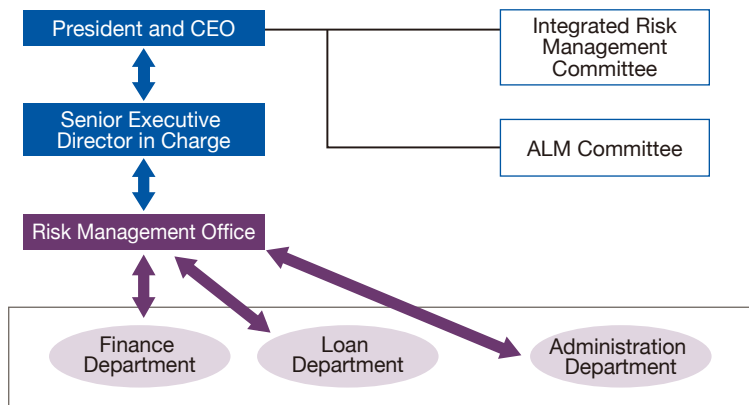 President and CEO
Integrated Risk
Management
Committee
Senior Executive
Director in Charge
ALM Committee
Risk Management Office
Finance
Department
Loan
Department
Administration
Department